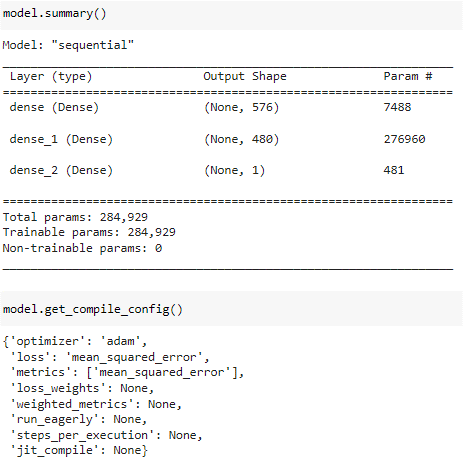 model.summary()
Model: "sequential"
_________________________________________________________________
Layer (type) Output Shape Param #
=================================================================
dense (Dense) (None, 576) 7488
dense_1 (Dense) (None, 480) 276960
dense_2 (Dense) (None, 1) 481
=================================================================
Total params: 284,929
Trainable params: 284,929
Non-trainable params: 0
_________________________________________________________________
model.get_compile_config()
{'optimizer': 'adam',
'loss': 'mean_squared_error',
'metrics': ['mean_squared_error'],
'loss_weights': None,
'weighted_metrics': None,
'run_eagerly': None,
'steps_per_execution': None,
'jit_compile': None}